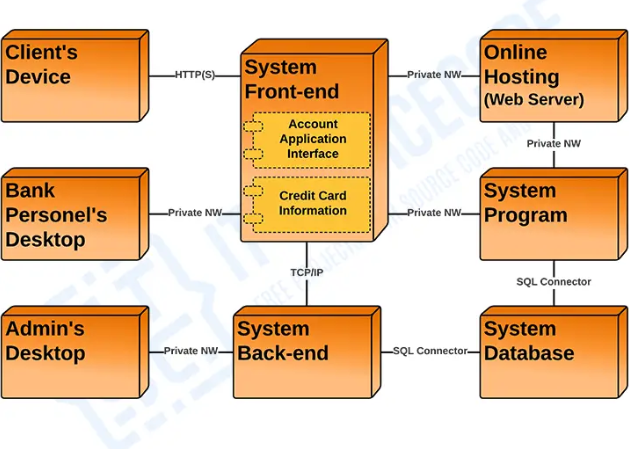 Client's
Device
HTTP(S)
System
Front-end
Private NW
Online
Hosting
(Web Server)
Account
Application
Interface
Private NW
Bank
Personel's
Desktop
Private NW
Credit Card
Information
Private NW
System
Program
TCP/IP
SQL Connector
Admin's
Desktop
Private NW
System
Back-end
SQL Connector
System
Database